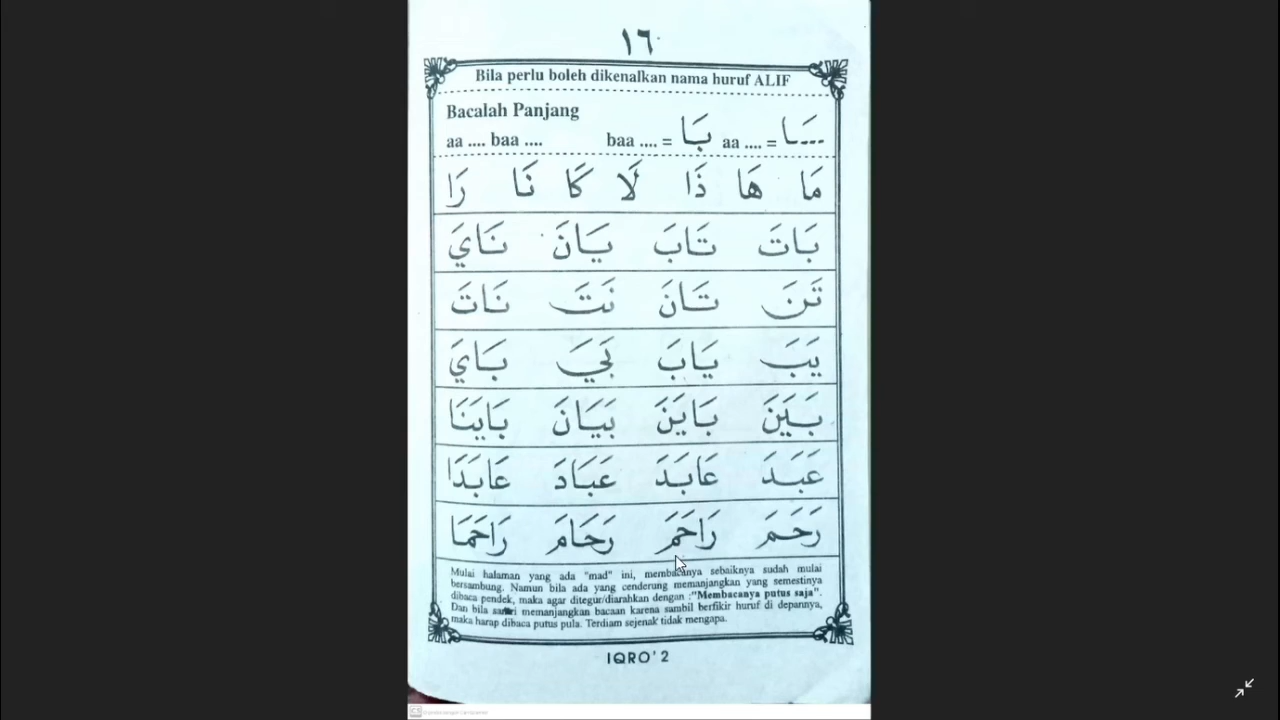 ١٦
Bila perlu boleh dikenalkan nama huruf ALIF
Bacalah Panjang
aa .... baa .... baa .... = بَا aa .... = ـَـا
مَا هَا ذَا لَا كَا نَا رَا
بَاتَ تَابَ يَانَ نَايَ
تَنَ تَانَ نَتَ نَاتَ
يَبَ يَابَ بَيَ بَايَ
بَيَنَ بَايَنَ بَيَانَ بَايَنَا
عَبَدَ عَابَدَ عَبَادَ عَابَدَا
رَحَمَ رَاحَمَ رَحَامَ رَاحَمَا
Mulai halaman yang ada "mad" ini, membacanya sebaiknya sudah mulai
bersambung. Namun bila ada yang cenderung memanjangkan yang semestinya
dibaca pendek, maka agar ditegur/diarahkan dengan :"Membacanya putus saja".
Dan bila santri memanjangkan bacaan karena sambil berfikir huruf di depannya,
maka harap dibaca putus pula. Terdiam sejenak tidak mengapa.
IQRO' 2
CS